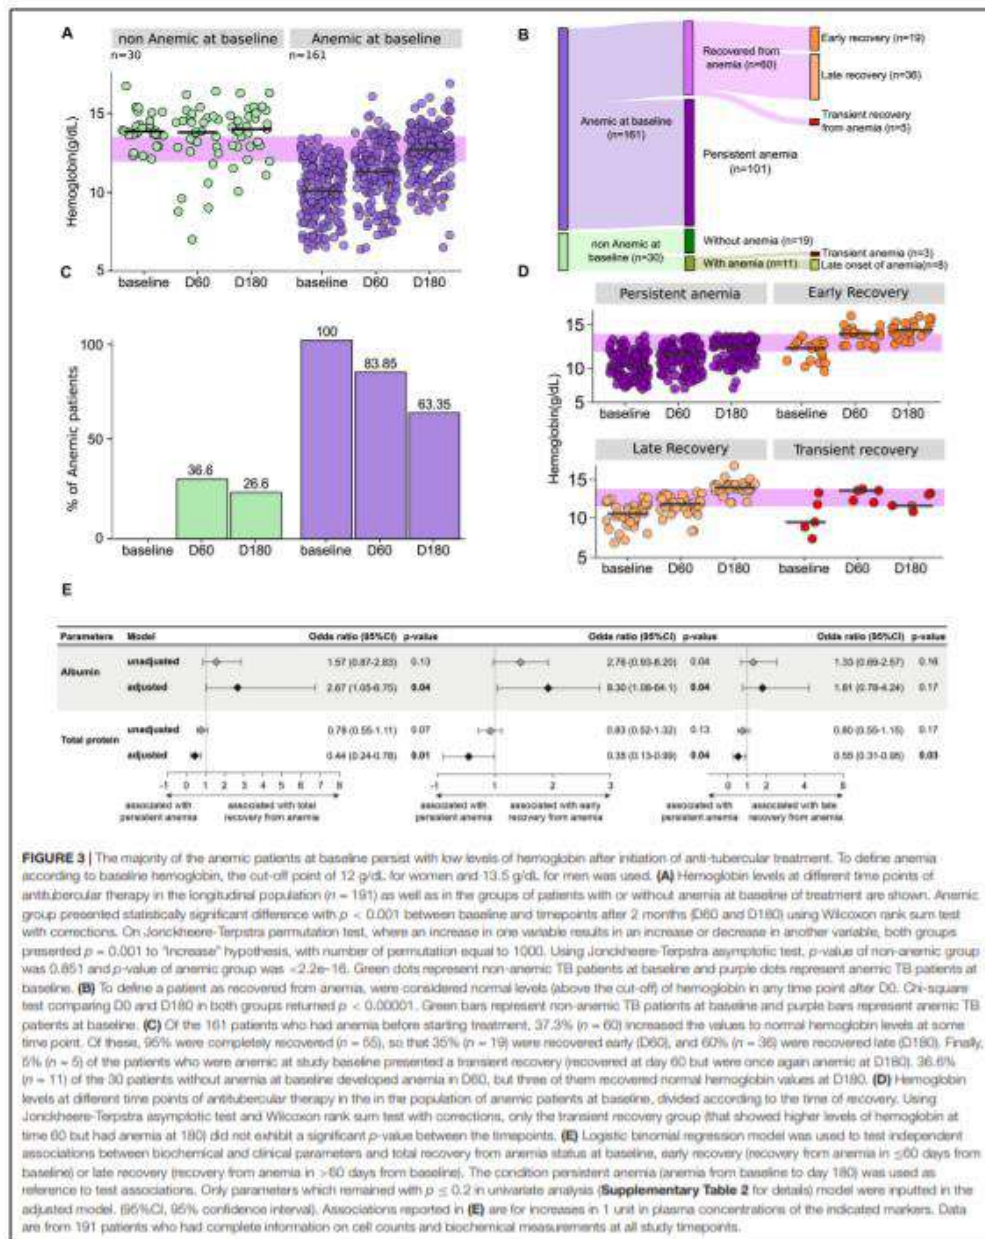 A
non Anemic at baseline
Anemic at baseline
n=30
n=161
Hemoglobin(g/dL)
15
10
5
baseline D60 D180
baseline D60 D180
B
Anemic at baseline
(n=161)
non Anemic at
baseline (n=30)
Recovered from
anemia (n=60)
Persistent anemia
(n=101)
Without anemia (n=19)
With anemia (n=11)
Early recovery (n=19)
Late recovery (n=36)
Transient recovery
from anemia (n=5)
Transient anemia (n=3)
Late onset of anemia(n=8)
C
% of Anemic patients
100
50
0
36.6
26.6
100
83.85
63.35
baseline D60 D180
baseline D60 D180
D
Hemoglobin(g/dL)
Persistent anemia
Early Recovery
15
10
5
baseline D60 D180
baseline D60 D180
Late Recovery
Transient recovery
15
10
5
baseline D60 D180
baseline D60 D180
E
Parameters Model Odds ratio (95%CI) p-value Odds ratio (95%CI) p-value Odds ratio (95%CI) p-value
Albumin
unadjusted 1.57 (0.87-2.83) 0.13 2.76 (0.93-8.20) 0.04 1.33 (0.69-2.57) 0.16
adjusted 2.67 (1.05-6.75) 0.04 8.30 (1.08-64.1) 0.04 1.81 (0.78-4.24) 0.17
Total protein
unadjusted 0.78 (0.55-1.11) 0.07 0.83 (0.52-1.32) 0.13 0.80 (0.55-1.15) 0.17
adjusted 0.44 (0.24-0.78) 0.01 0.35 (0.13-0.99) 0.04 0.55 (0.31-0.95) 0.03
-1 0 1 2 3 4 5 6 7 8
-1 1 2 3
-4 0 1 4
associated with persistent anemia
associated with total recovery from anemia
associated with persistent anemia
associated with early recovery from anemia
associated with persistent anemia
associated with late recovery from anemia
FIGURE 3 | The majority of the anemic patients at baseline persist with low levels of hemoglobin after initiation of anti-tubercular treatment. To define anemia
according to baseline hemoglobin, the cut-off point of 12 g/dL for women and 13.5 g/dL for men was used. (A) Hemoglobin levels at different time points of
antitubercular therapy in the longitudinal population (n = 191) as well as in the groups of patients with or without anemia at baseline of treatment are shown. Anemic
group presented statistically significant difference with p < 0.001 between baseline and timepoints after 2 months (D60 and D180) using Wilcoxon rank sum test
with corrections. On Jonckheere-Terpstra permutation test, where an increase in one variable results in an increase or decrease in another variable, both groups
presented p = 0.001 to "increase" hypothesis, with number of permutation equal to 1000. Using Jonckheere-Terpstra asymptotic test, p-value of non-anemic group
was 0.851 and p-value of anemic group was <2.2e-16. Green dots represent non-anemic TB patients at baseline and purple dots represent anemic TB patients at
baseline. (B) To define a patient as recovered from anemia, were considered normal levels (above the cut-off) of hemoglobin in any time point after D0. Chi-square
test comparing D0 and D180 in both groups returned p < 0.00001. Green bars represent non-anemic TB patients at baseline and purple bars represent anemic TB
patients at baseline. (C) Of the 161 patients who had anemia before starting treatment, 37.3% (n = 60) increased the values to normal hemoglobin levels at some
time point. Of these, 95% were completely recovered (n = 55), so that 35% (n = 19) were recovered early (D60), and 60% (n = 36) were recovered late (D180). Finally,
5% (n = 5) of the patients who were anemic at study baseline presented a transient recovery (recovered at day 60 but were once again anemic at D180). 36.6%
(n = 11) of the 30 patients without anemia at baseline developed anemia in D60, but three of them recovered normal hemoglobin values at D180. (D) Hemoglobin
levels at different time points of antitubercular therapy in the in the population of anemic patients at baseline, divided according to the time of recovery. Using
Jonckheere-Terpstra asymptotic test and Wilcoxon rank sum test with corrections, only the transient recovery group (that showed higher levels of hemoglobin at
time 60 but had anemia at 180) did not exhibit a significant p-value between the timepoints. (E) Logistic binomial regression model was used to test independent
associations between biochemical and clinical parameters and total recovery from anemia status at baseline, early recovery (recovery from anemia in ≤60 days from
baseline) or late recovery (recovery from anemia in >60 days from baseline). The condition persistent anemia (anemia from baseline to day 180) was used as
reference to test associations. Only parameters which remained with p ≤ 0.2 in univariate analysis (Supplementary Table 2 for details) model were inputted in the
adjusted model. (95%CI, 95% confidence interval). Associations reported in (E) are for increases in 1 unit in plasma concentrations of the indicated markers. Data
are from 191 patients who had complete information on cell counts and biochemical measurements at all study timepoints.